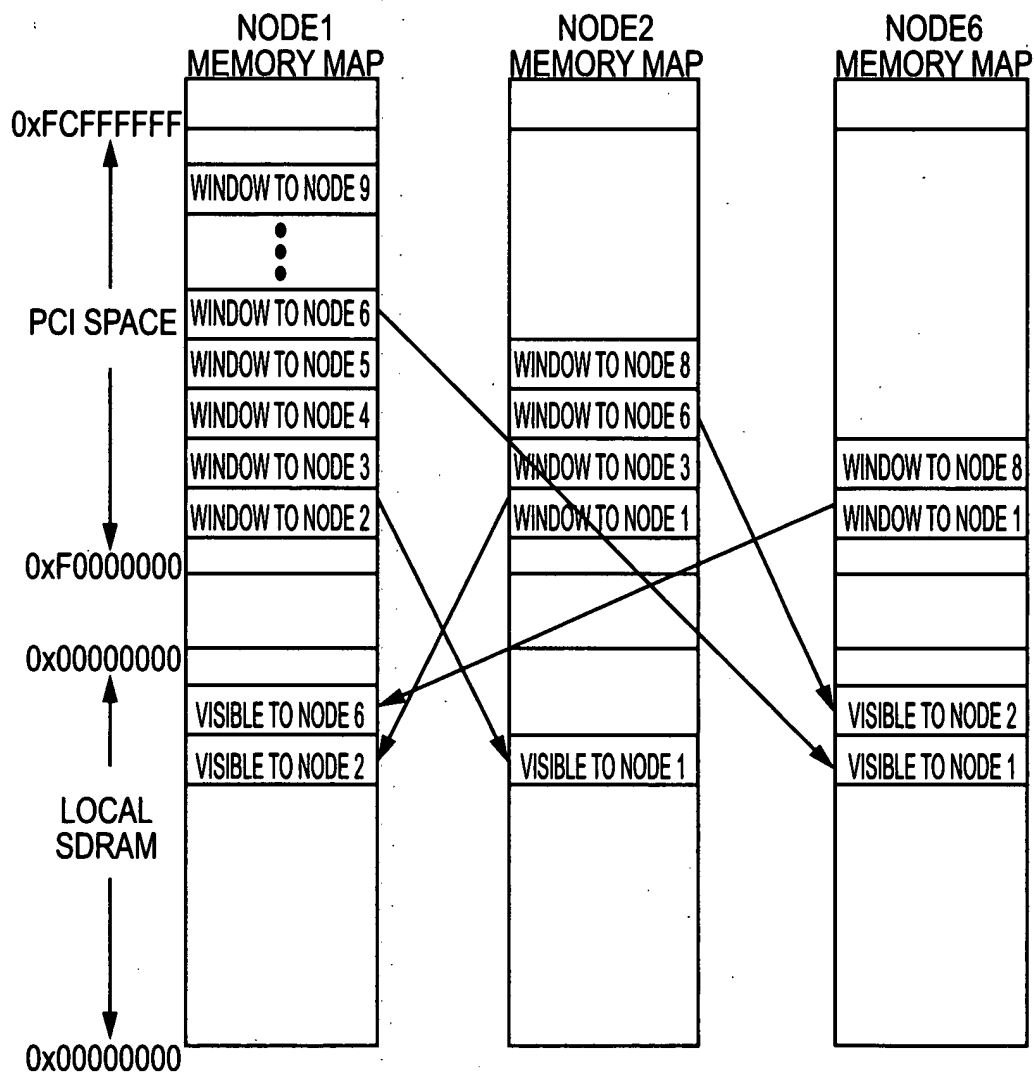 NODE1
MEMORY MAP
NODE2
MEMORY MAP
NODE6
MEMORY MAP
0xFCFFFFFF
WINDOW TO NODE 9
PCI SPACE
WINDOW TO NODE 6
WINDOW TO NODE 5
WINDOW TO NODE 4
WINDOW TO NODE 3
WINDOW TO NODE 2
WINDOW TO NODE 8
WINDOW TO NODE 6
WINDOW TO NODE 3
WINDOW TO NODE 1
WINDOW TO NODE 8
WINDOW TO NODE 1
0xF0000000
0x00000000
VISIBLE TO NODE 6
VISIBLE TO NODE 2
VISIBLE TO NODE 1
VISIBLE TO NODE 2
VISIBLE TO NODE 1
LOCAL
SDRAM
0x00000000